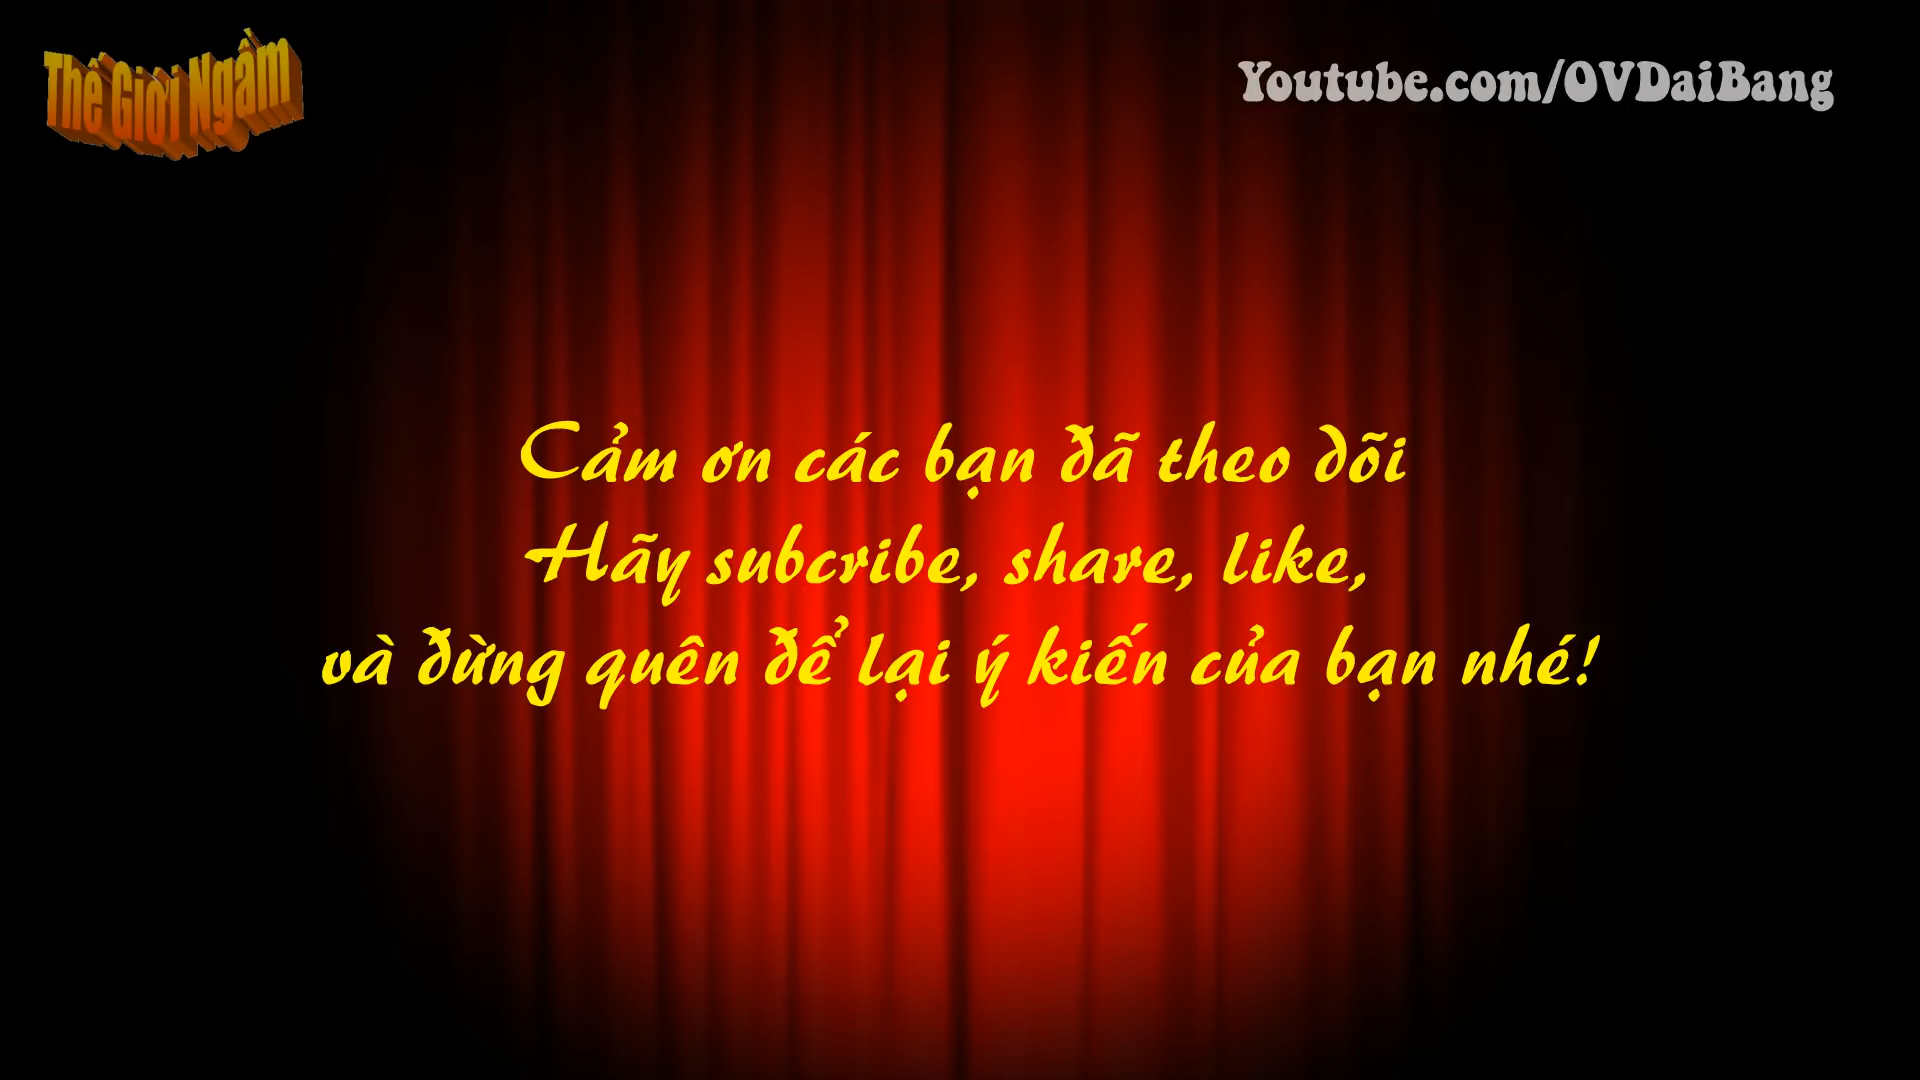 Thế Giới Ngầm
Youtube.com/OVDaiBang
Cảm ơn các bạn đã theo dõi
Hãy subcribe, share, like,
và đừng quên để lại ý kiến của bạn nhé!